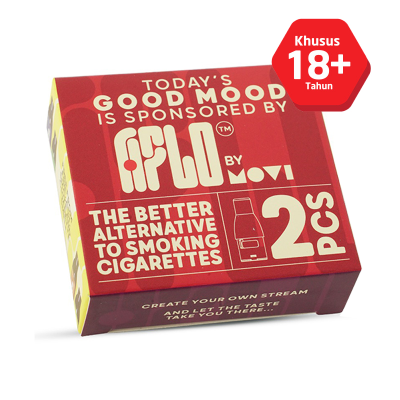 Khusus
18+
Tahun
TODAY'S
GOOD MOOD
IS SPONSORED BY
AFLO™
BY MOVI
THE BETTER
ALTERNATIVE
TO SMOKING
CIGARETTES
2
PCS
CREATE YOUR OWN STREAM
AND LET THE TASTE
TAKE YOU THERE...